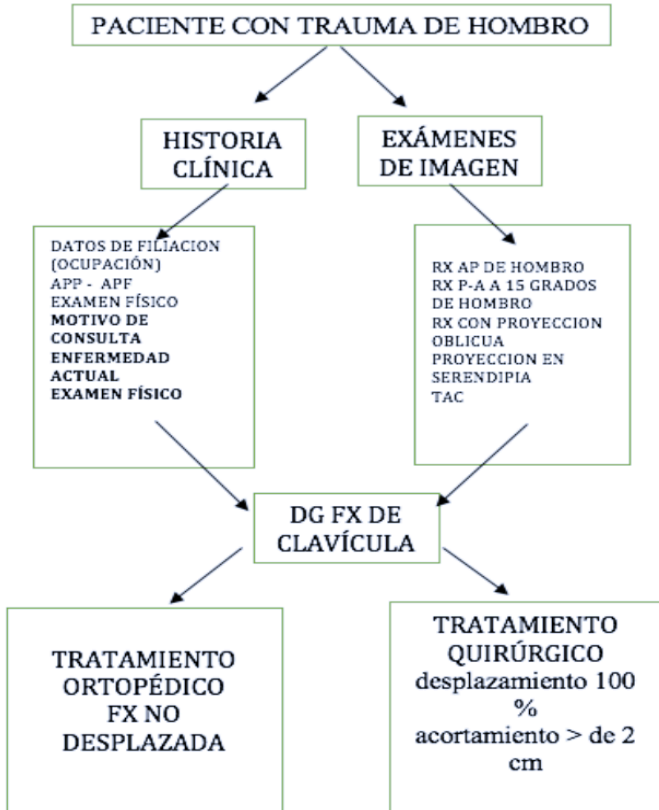 PACIENTE CON TRAUMA DE HOMBRO
HISTORIA
CLÍNICA
EXÁMENES
DE IMAGEN
DATOS DE FILIACION
(OCUPACIÓN)
APP - APF
EXAMEN FÍSICO
MOTIVO DE
CONSULTA
ENFERMEDAD
ACTUAL
EXAMEN FÍSICO
RX AP DE HOMBRO
RX P-A A 15 GRADOS
DE HOMBRO
RX CON PROYECCION
OBLICUA
PROYECCION EN
SERENDIPIA
TAC
DG FX DE
CLAVÍCULA
TRATAMIENTO
ORTOPÉDICO
FX NO
DESPLAZADA
TRATAMIENTO
QUIRÚRGICO
desplazamiento 100
%
acortamiento > de 2
cm